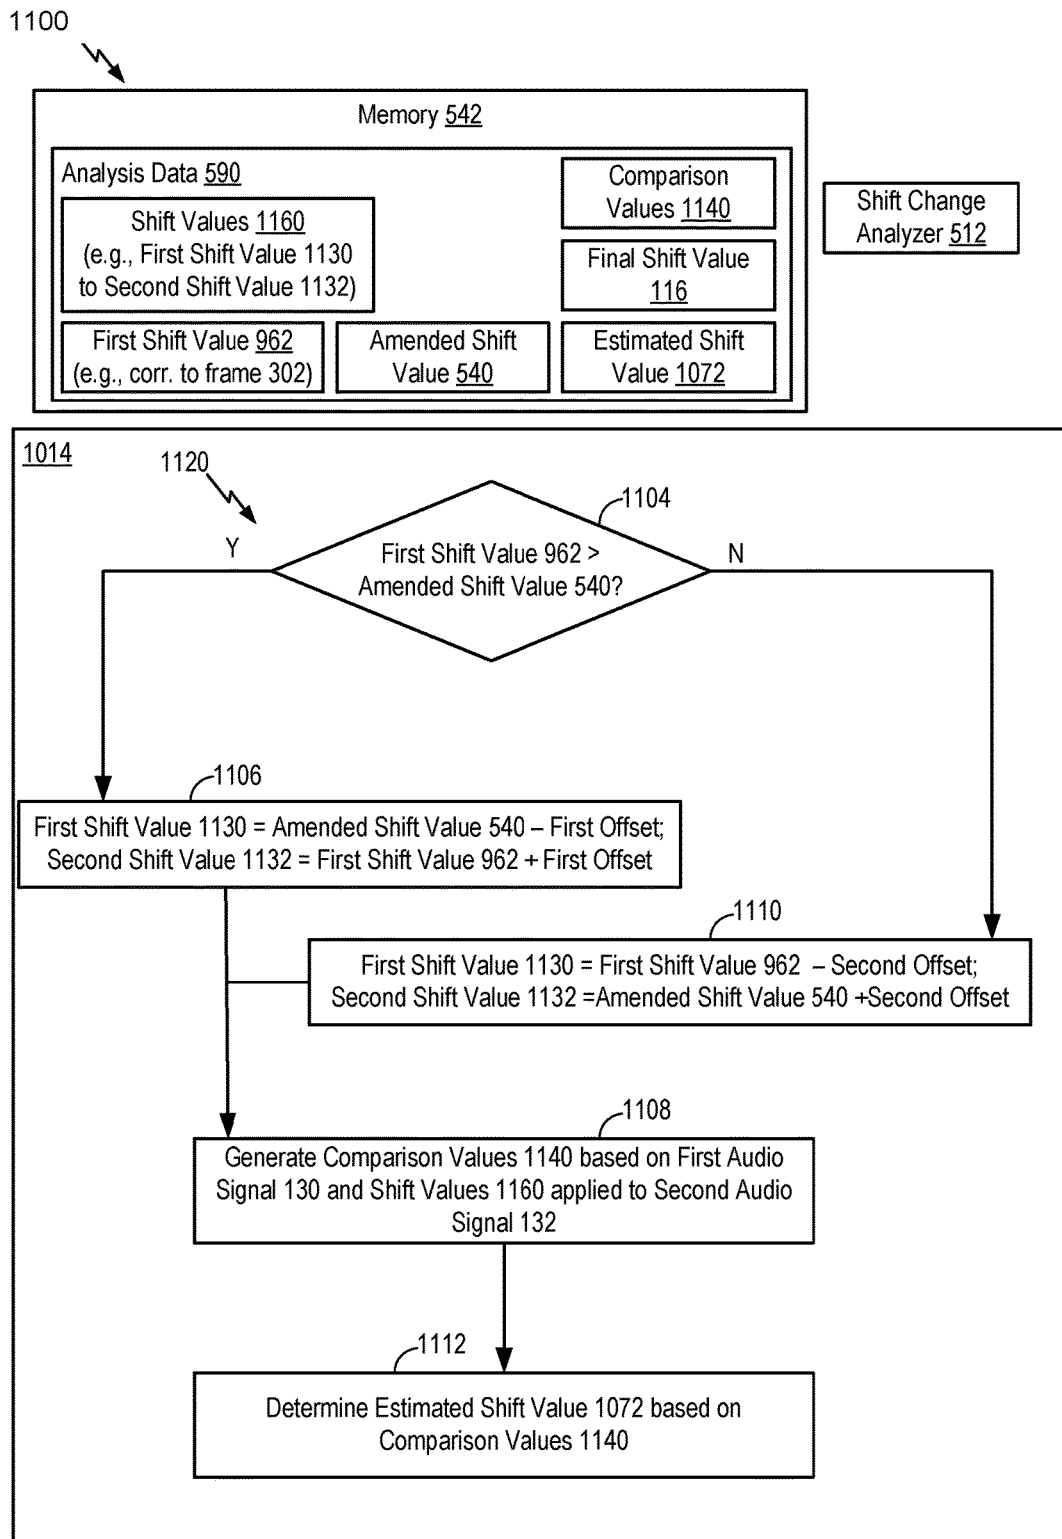 1100
Memory 542
Analysis Data 590
Shift Values 1160
(e.g., First Shift Value 1130
to Second Shift Value 1132)
Comparison
Values 1140
Final Shift Value
116
First Shift Value 962
(e.g., corr. to frame 302)
Amended Shift
Value 540
Estimated Shift
Value 1072
Shift Change
Analyzer 512
1014
1120
1104
Y
First Shift Value 962 >
Amended Shift Value 540?
N
1106
First Shift Value 1130 = Amended Shift Value 540 – First Offset;
Second Shift Value 1132 = First Shift Value 962 + First Offset
1110
First Shift Value 1130 = First Shift Value 962 – Second Offset;
Second Shift Value 1132 =Amended Shift Value 540 +Second Offset
1108
Generate Comparison Values 1140 based on First Audio
Signal 130 and Shift Values 1160 applied to Second Audio
Signal 132
1112
Determine Estimated Shift Value 1072 based on
Comparison Values 1140